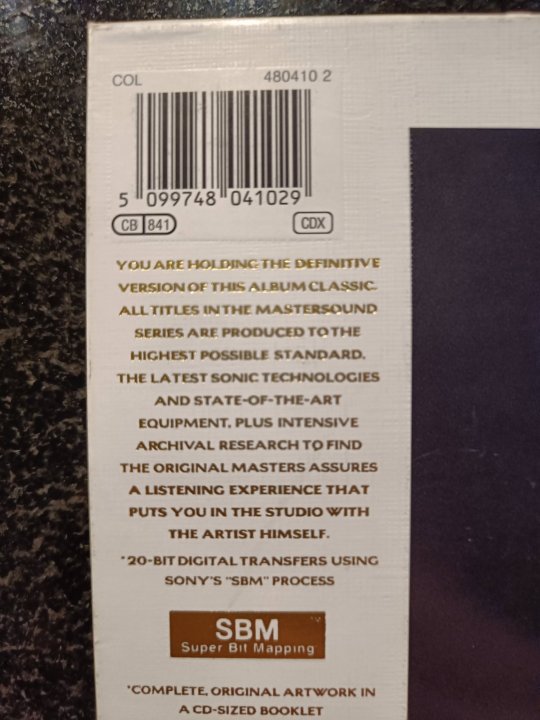 COL 480410 2
5 099748 041029
CB 841 CDX
YOU ARE HOLDING THE DEFINITIVE
VERSION OF THIS ALBUM CLASSIC.
ALL TITLES IN THE MASTERSOUND
SERIES ARE PRODUCED TO THE
HIGHEST POSSIBLE STANDARD.
THE LATEST SONIC TECHNOLOGIES
AND STATE-OF-THE-ART
EQUIPMENT, PLUS INTENSIVE
ARCHIVAL RESEARCH TO FIND
THE ORIGINAL MASTERS ASSURES
A LISTENING EXPERIENCE THAT
PUTS YOU IN THE STUDIO WITH
THE ARTIST HIMSELF.
*20-BIT DIGITAL TRANSFERS USING
SONY'S "SBM" PROCESS
SBM™
Super Bit Mapping
*COMPLETE, ORIGINAL ARTWORK IN
A CD-SIZED BOOKLET